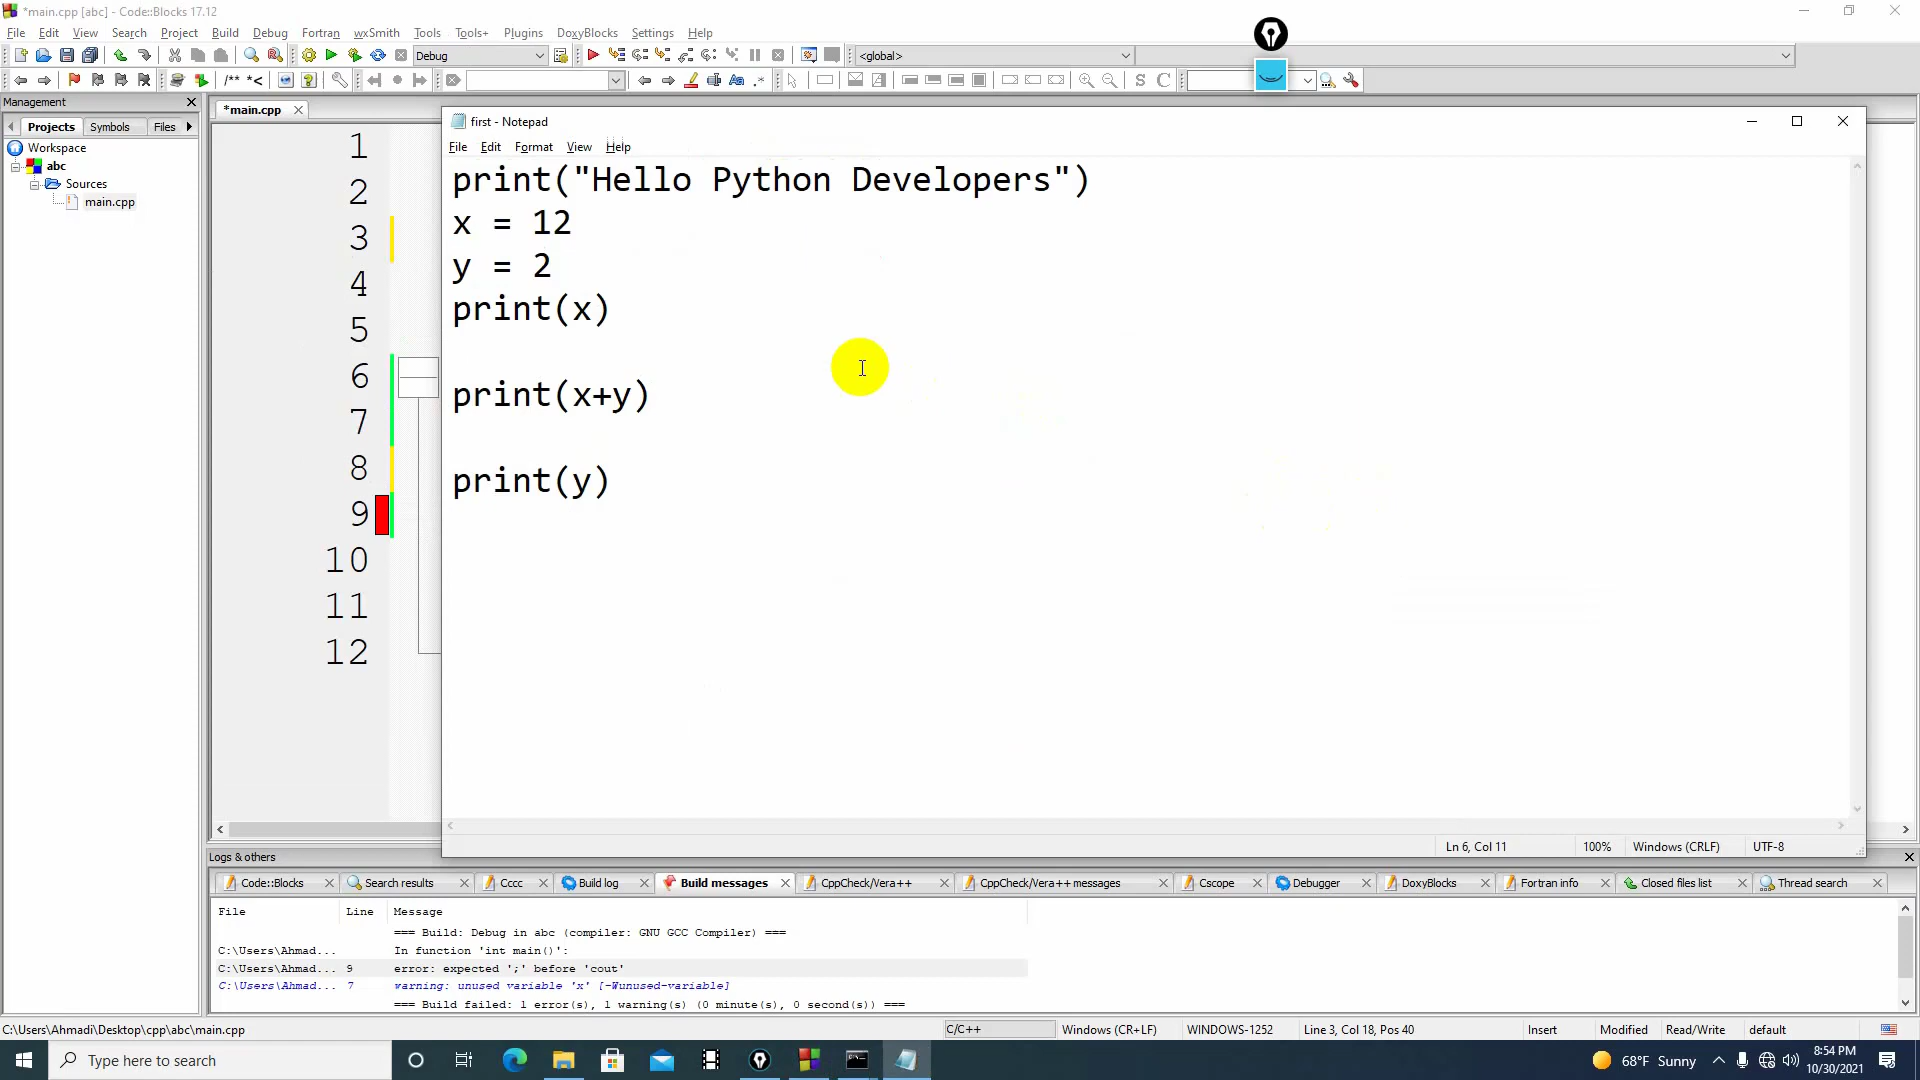 *main.cpp [abc] - Code::Blocks 17.12
File Edit View Search Project Build Debug Fortran wxSmith Tools Tools+ Plugins DoxyBlocks Settings Help
Debug <global>
/** *< Aa .* S C
Management
Projects Symbols Files
*main.cpp
Workspace
abc
Sources
main.cpp
1
2
3
4
5
6
7
8
9
10
11
12
first - Notepad
File Edit Format View Help
print("Hello Python Developers")
x = 12
y = 2
print(x)
print(x+y)
print(y)
Ln 6, Col 11 100% Windows (CRLF) UTF-8
Logs & others
Code::Blocks Search results Cccc Build log Build messages CppCheck/Vera++ CppCheck/Vera++ messages Cscope Debugger DoxyBlocks Fortran info Closed files list Thread search
File Line Message
=== Build: Debug in abc (compiler: GNU GCC Compiler) ===
C:\Users\Ahmad... In function 'int main()':
C:\Users\Ahmad... 9 error: expected ';' before 'cout'
C:\Users\Ahmad... 7 warning: unused variable 'x' [-Wunused-variable]
=== Build failed: 1 error(s), 1 warning(s) (0 minute(s), 0 second(s)) ===
C:\Users\Ahmadi\Desktop\cpp\abc\main.cpp C/C++ Windows (CR+LF) WINDOWS-1252 Line 3, Col 18, Pos 40 Insert Modified Read/Write default
Type here to search
68°F Sunny
8:54 PM
10/30/2021